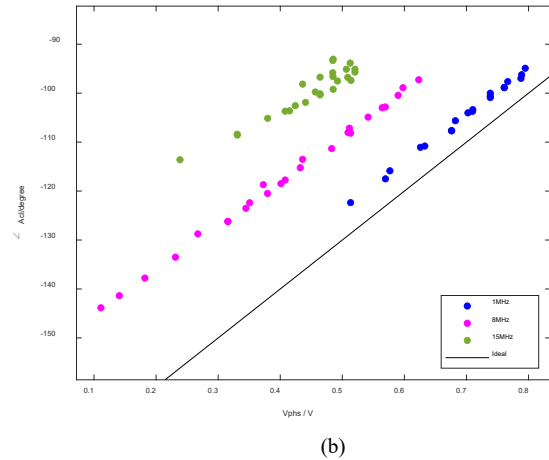 -90
-100
-110
-120
-130
-140
-150
∠ Acl/degree
0.1 0.2 0.3 0.4 0.5 0.6 0.7 0.8
Vphs / V
1MHz
8MHz
15MHz
Ideal
(b)